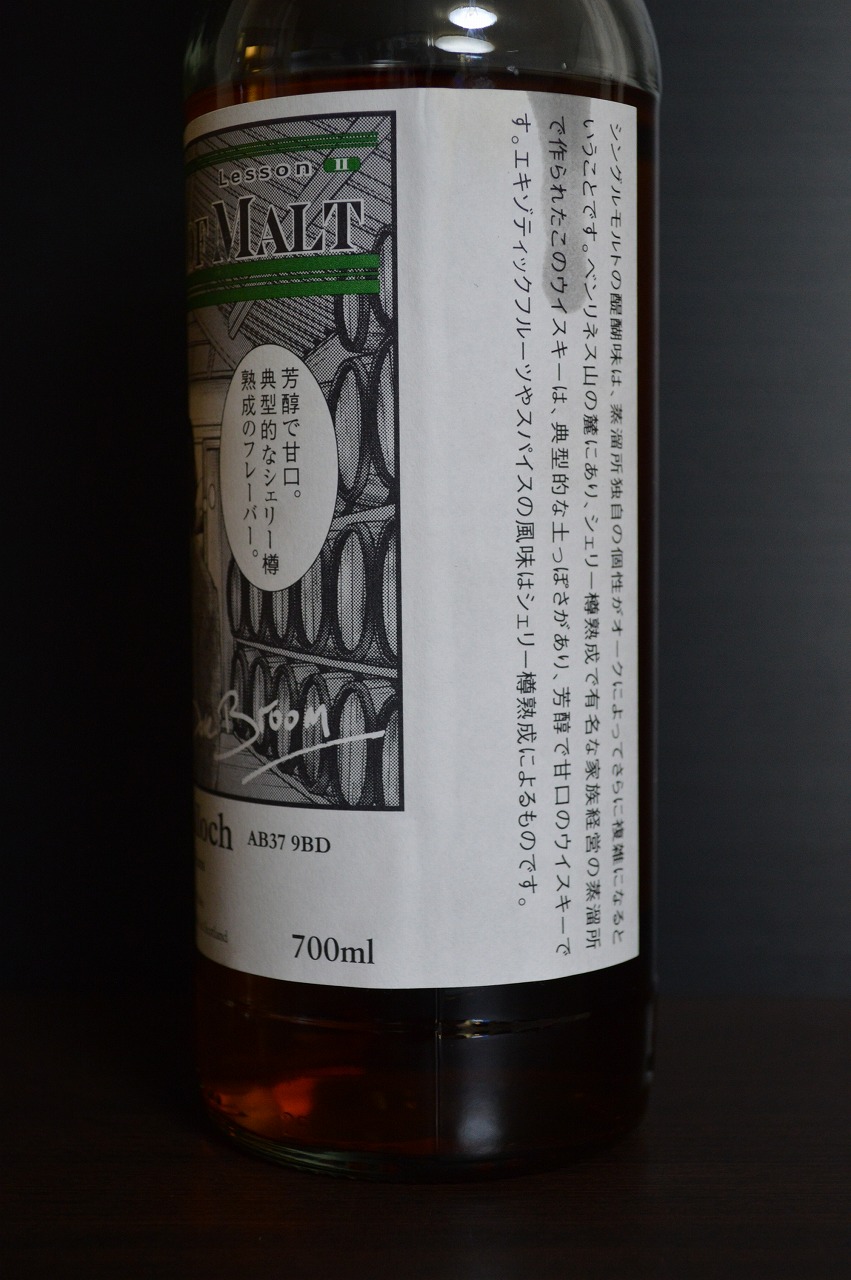 Lesson II
OF MALT
芳醇で甘口。
典型的なシェリー樽
熟成のフレーバー。
Broom
AB37 9BD
700ml
シングルモルトの醍醐味は、蒸溜所独自の個性がオークによってさらに複雑になると
いうことです。ベンリネス山の麓にあり、シェリー樽熟成で有名な家族経営の蒸溜所
で作られたこのウイスキーは、典型的な土っぽさがあり、芳醇で甘口のウイスキーで
す。エキゾティックフルーツやスパイスの風味はシェリー樽熟成によるものです。